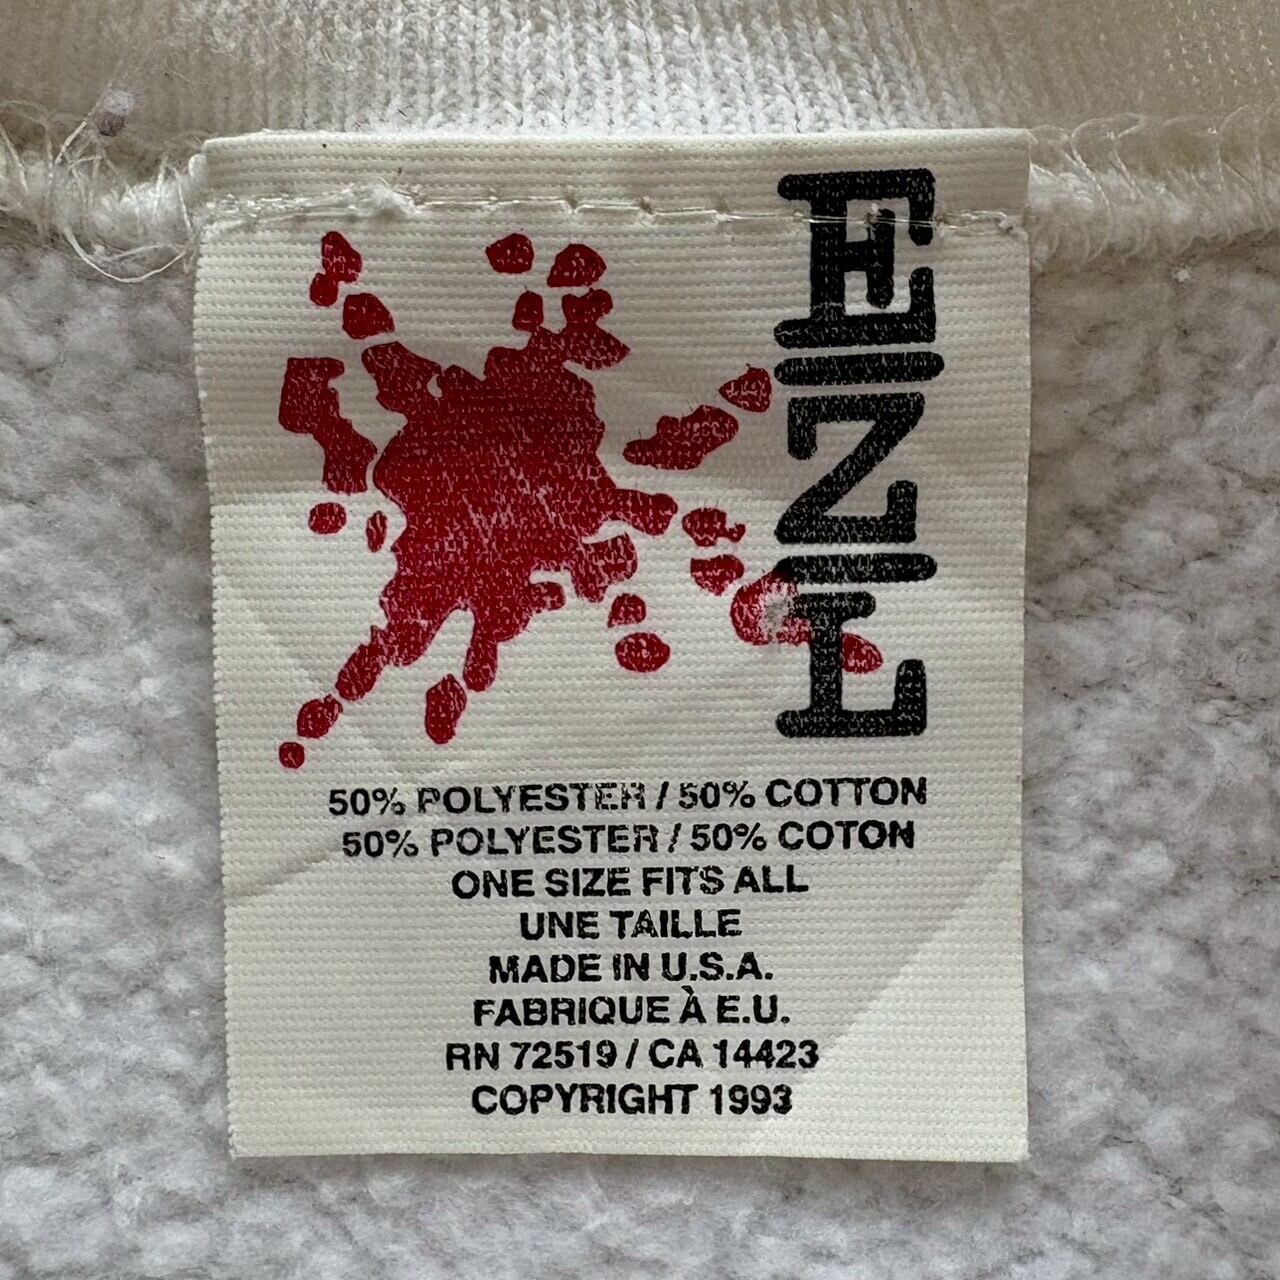 E
Z
L
50% POLYESTER / 50% COTTON
50% POLYESTER / 50% COTON
ONE SIZE FITS ALL
UNE TAILLE
MADE IN U.S.A.
FABRIQUE À E.U.
RN 72519 / CA 14423
COPYRIGHT 1993